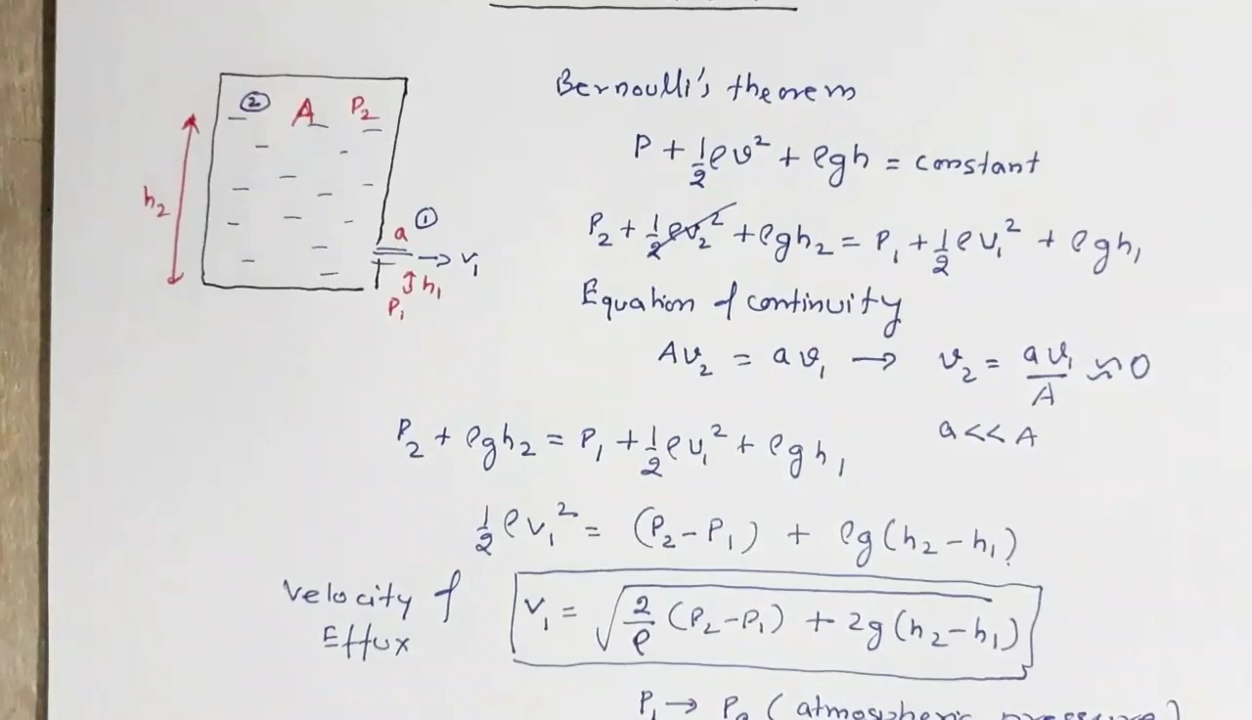 ② A P₂
h₂
a ①
→ v₁
↕h₁
P₁
Bernoulli's theorem
P + ½ρv² + ρgh = constant
P₂ + ½ρv₂² + ρgh₂ = P₁ + ½ρv₁² + ρgh₁
Equation of continuity
Av₂ = av₁ → v₂ = av₁/A ≈ 0
a << A
P₂ + ρgh₂ = P₁ + ½ρv₁² + ρgh₁
½ρv₁² = (P₂ - P₁) + ρg(h₂ - h₁)
Velocity of
Efflux
v₁ = √(2/ρ (P₂ - P₁) + 2g(h₂ - h₁))
P₁ → Pₐ (atmospheric pressure)